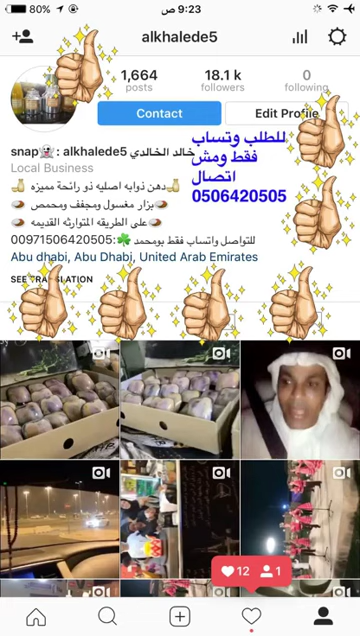 80% 9:23 ص
alkhalede5
1,664 18.1k 0
posts followers following
Contact Edit Profile
للطلب وتساب
فقط ومش
اتصال
0506420505
snap👻: alkhalede5 خالد الخالدي
Local Business
دهن ذوابه اصليه ذو رائحة مميزه
بزار مغسول ومجفف ومحمص
على الطريقه المتوارثه القديمه
للتواصل واتساب فقط بومحمد🍀:00971506420505
Abu dhabi, Abu Dhabi, United Arab Emirates
SEE TRANSLATION
12 1